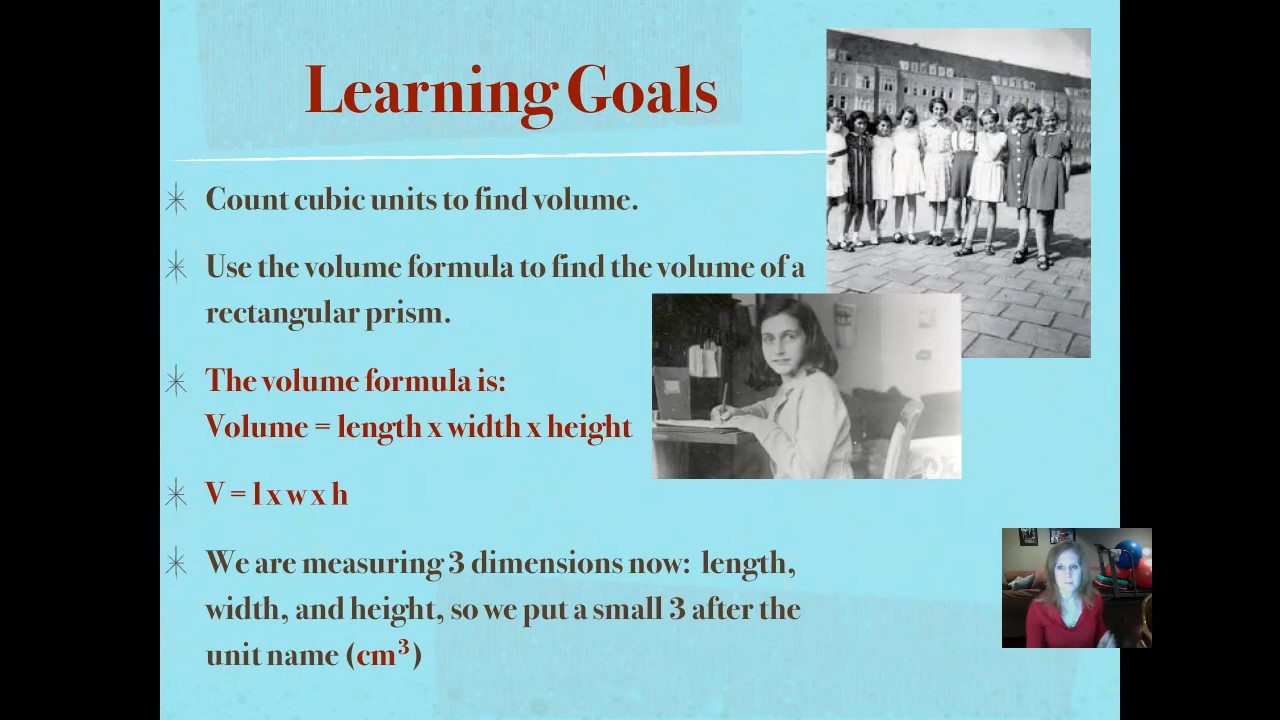 Learning Goals
Count cubic units to find volume.
Use the volume formula to find the volume of a
rectangular prism.
The volume formula is:
Volume = length x width x height
V = l x w x h
We are measuring 3 dimensions now: length,
width, and height, so we put a small 3 after the
unit name (cm³)